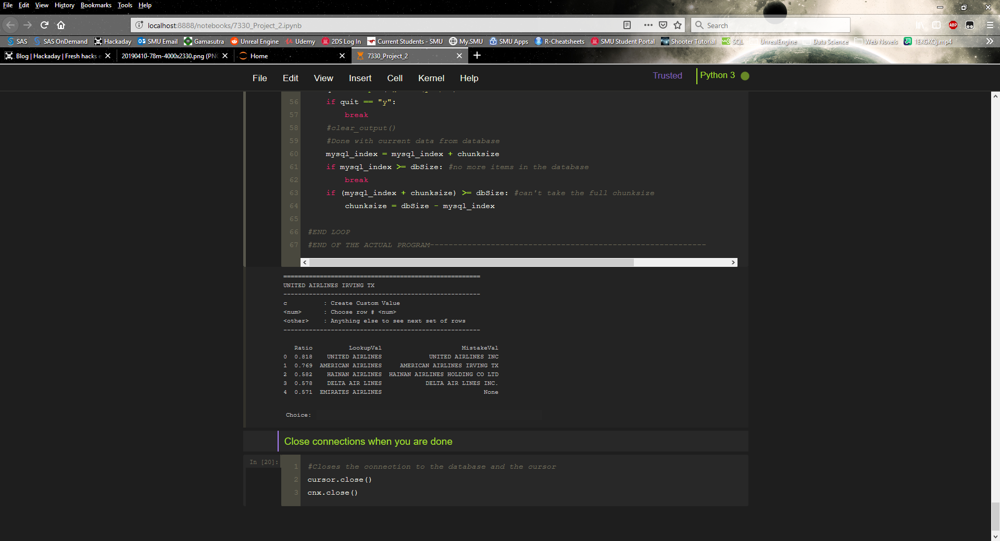 File Edit View History Bookmarks Tools Help
localhost:8888/notebooks/7330_Project_2.ipynb
Search
SAS SAS OnDemand Hackaday SMU Email Gamasutra Unreal Engine Udemy 2DS Log In Current Students - SMU My.SMU SMU Apps R-Cheatsheets SMU Student Portal Shooter Tutorial SQL UnrealEngine Data Science Web Novels 1EKGKQj.mp4
Blog | Hackaday | Fresh hacks e 20190410-78m-4000x2330.png (PN Home 7330_Project_2
File Edit View Insert Cell Kernel Help Trusted Python 3
56 if quit == "y":
57 break
58 #clear_output()
59 #Done with current data from database
60 mysql_index = mysql_index + chunksize
61 if mysql_index >= dbSize: #no more items in the database
62 break
63 if (mysql_index + chunksize) >= dbSize: #can't take the full chunksize
64 chunksize = dbSize - mysql_index
65
66 #END LOOP
67 #END OF THE ACTUAL PROGRAM-----------------------------------------------------------
======================================================
UNITED AIRLINES IRVING TX
------------------------------------------------------
c : Create Custom Value
<num> : Choose row # <num>
<other> : Anything else to see next set of rows
------------------------------------------------------
Ratio LookupVal MistakeVal
0 0.818 UNITED AIRLINES UNITED AIRLINES INC
1 0.769 AMERICAN AIRLINES AMERICAN AIRLINES IRVING TX
2 0.582 HAINAN AIRLINES HAINAN AIRLINES HOLDING CO LTD
3 0.578 DELTA AIR LINES DELTA AIR LINES INC.
4 0.571 EMIRATES AIRLINES None
Choice:
Close connections when you are done
In [20]:
1 #Closes the connection to the database and the cursor
2 cursor.close()
3 cnx.close()